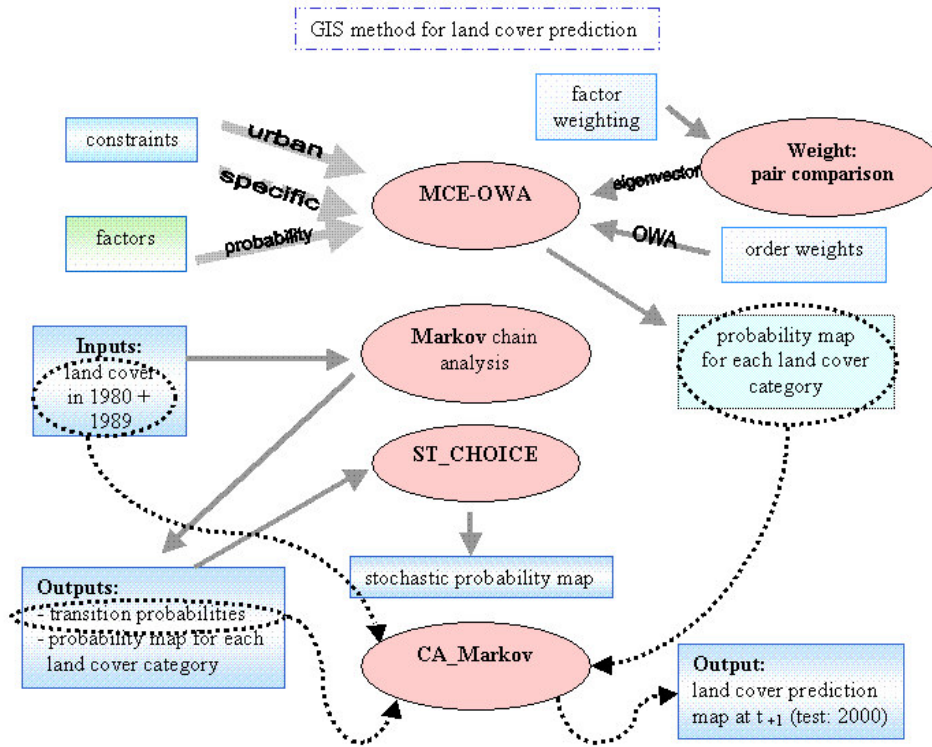 GIS method for land cover prediction
constraints
urban
specific
factors
probability
MCE-OWA
factor
weighting
Weight:
pair comparison
eigenvector
OWA
order weights
probability map
for each land cover
category
Inputs:
land cover
in 1980 +
1989
Markov chain
analysis
ST_CHOICE
stochastic probability map
Outputs:
- transition probabilities
- probability map for each
land cover category
CA_Markov
Output:
land cover prediction
map at t +1 (test: 2000)